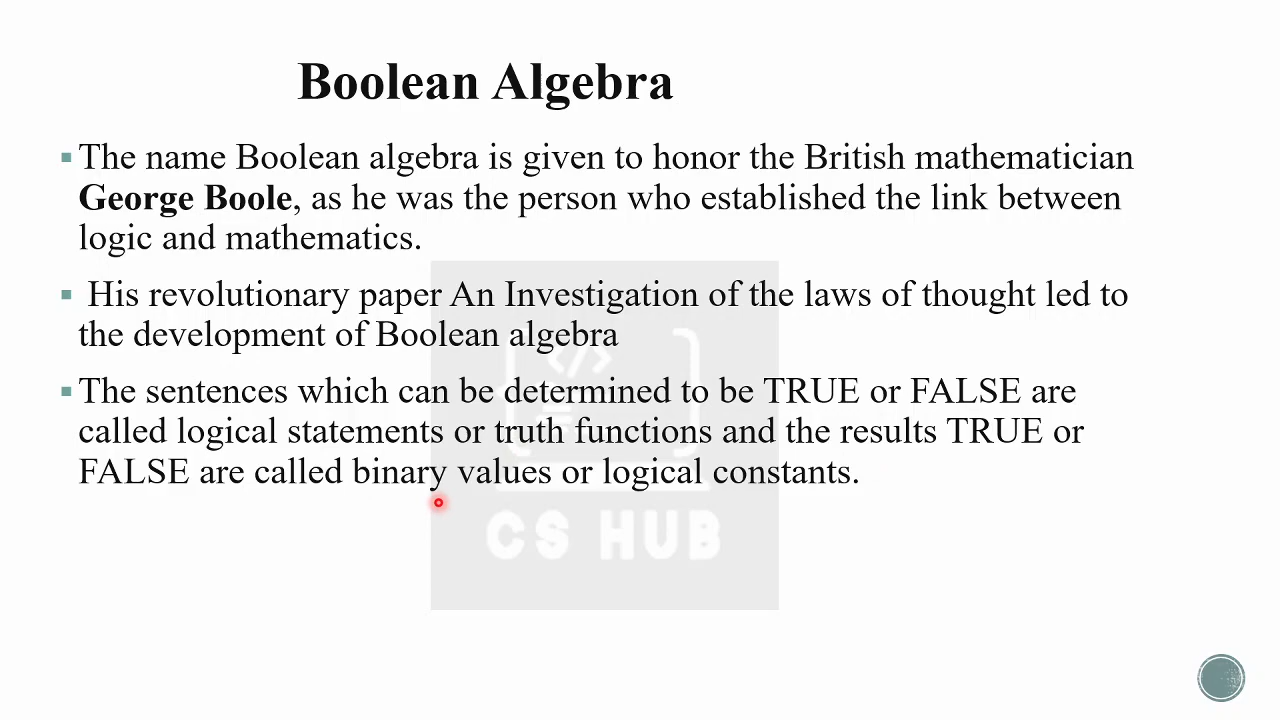 Boolean Algebra
▪The name Boolean algebra is given to honor the British mathematician
George Boole, as he was the person who established the link between
logic and mathematics.
▪ His revolutionary paper An Investigation of the laws of thought led to
the development of Boolean algebra
▪The sentences which can be determined to be TRUE or FALSE are
called logical statements or truth functions and the results TRUE or
FALSE are called binary values or logical constants.
</>
CS HUB